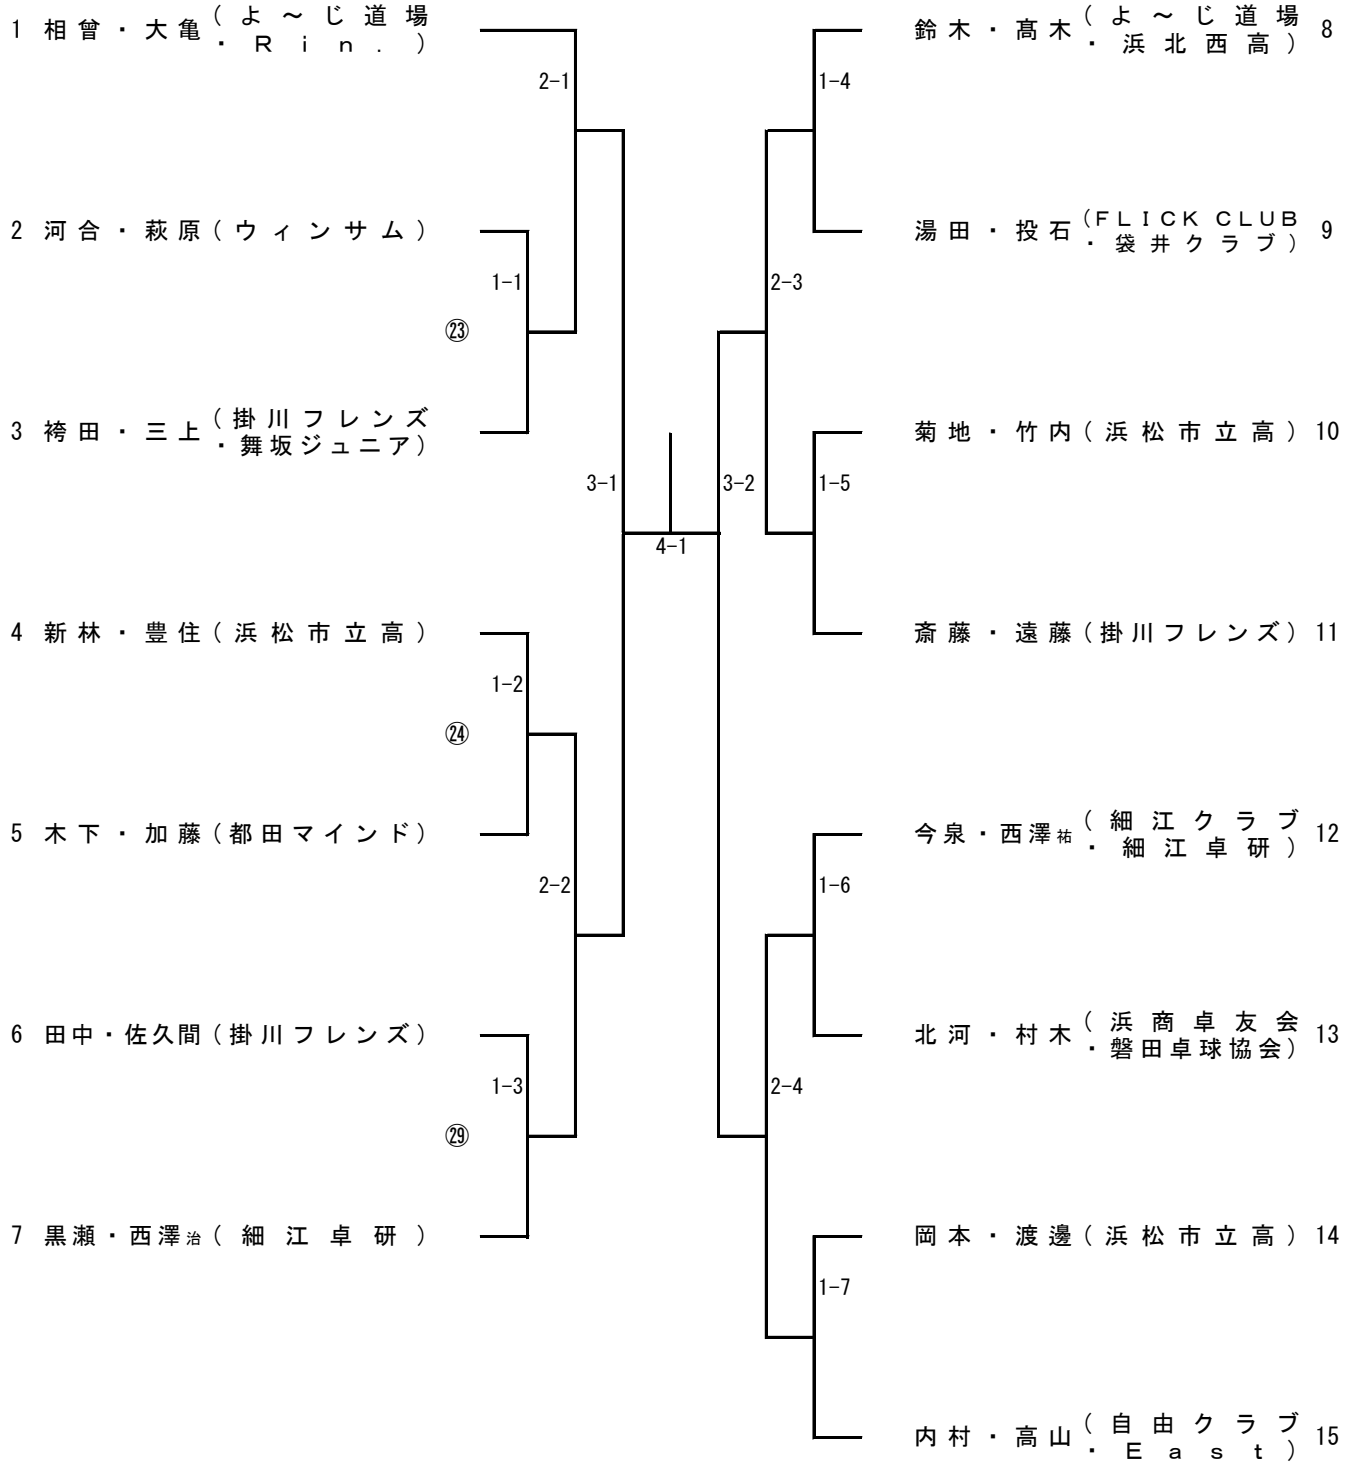 1 相曾・大亀(よ～じ道場
・Rin.)
2-1
2 河合・萩原(ウィンサム)
1-1
㉓
3 袴田・三上(掛川フレンズ
・舞坂ジュニア)
3-1
4 新林・豊住(浜松市立高)
1-2
㉔
5 木下・加藤(都田マインド)
2-2
6 田中・佐久間(掛川フレンズ)
1-3
㉙
7 黒瀬・西澤治(細江卓研)
4-1
鈴木・髙木(よ～じ道場
・浜北西高) 8
1-4
湯田・投石(FLICK CLUB
・袋井クラブ) 9
2-3
菊地・竹内(浜松市立高) 10
3-2
1-5
斎藤・遠藤(掛川フレンズ) 11
今泉・西澤祐(細江クラブ
・細江卓研) 12
1-6
北河・村木(浜商卓友会
・磐田卓球協会) 13
2-4
岡本・渡邊(浜松市立高) 14
1-7
内村・高山(自由クラブ
・East) 15